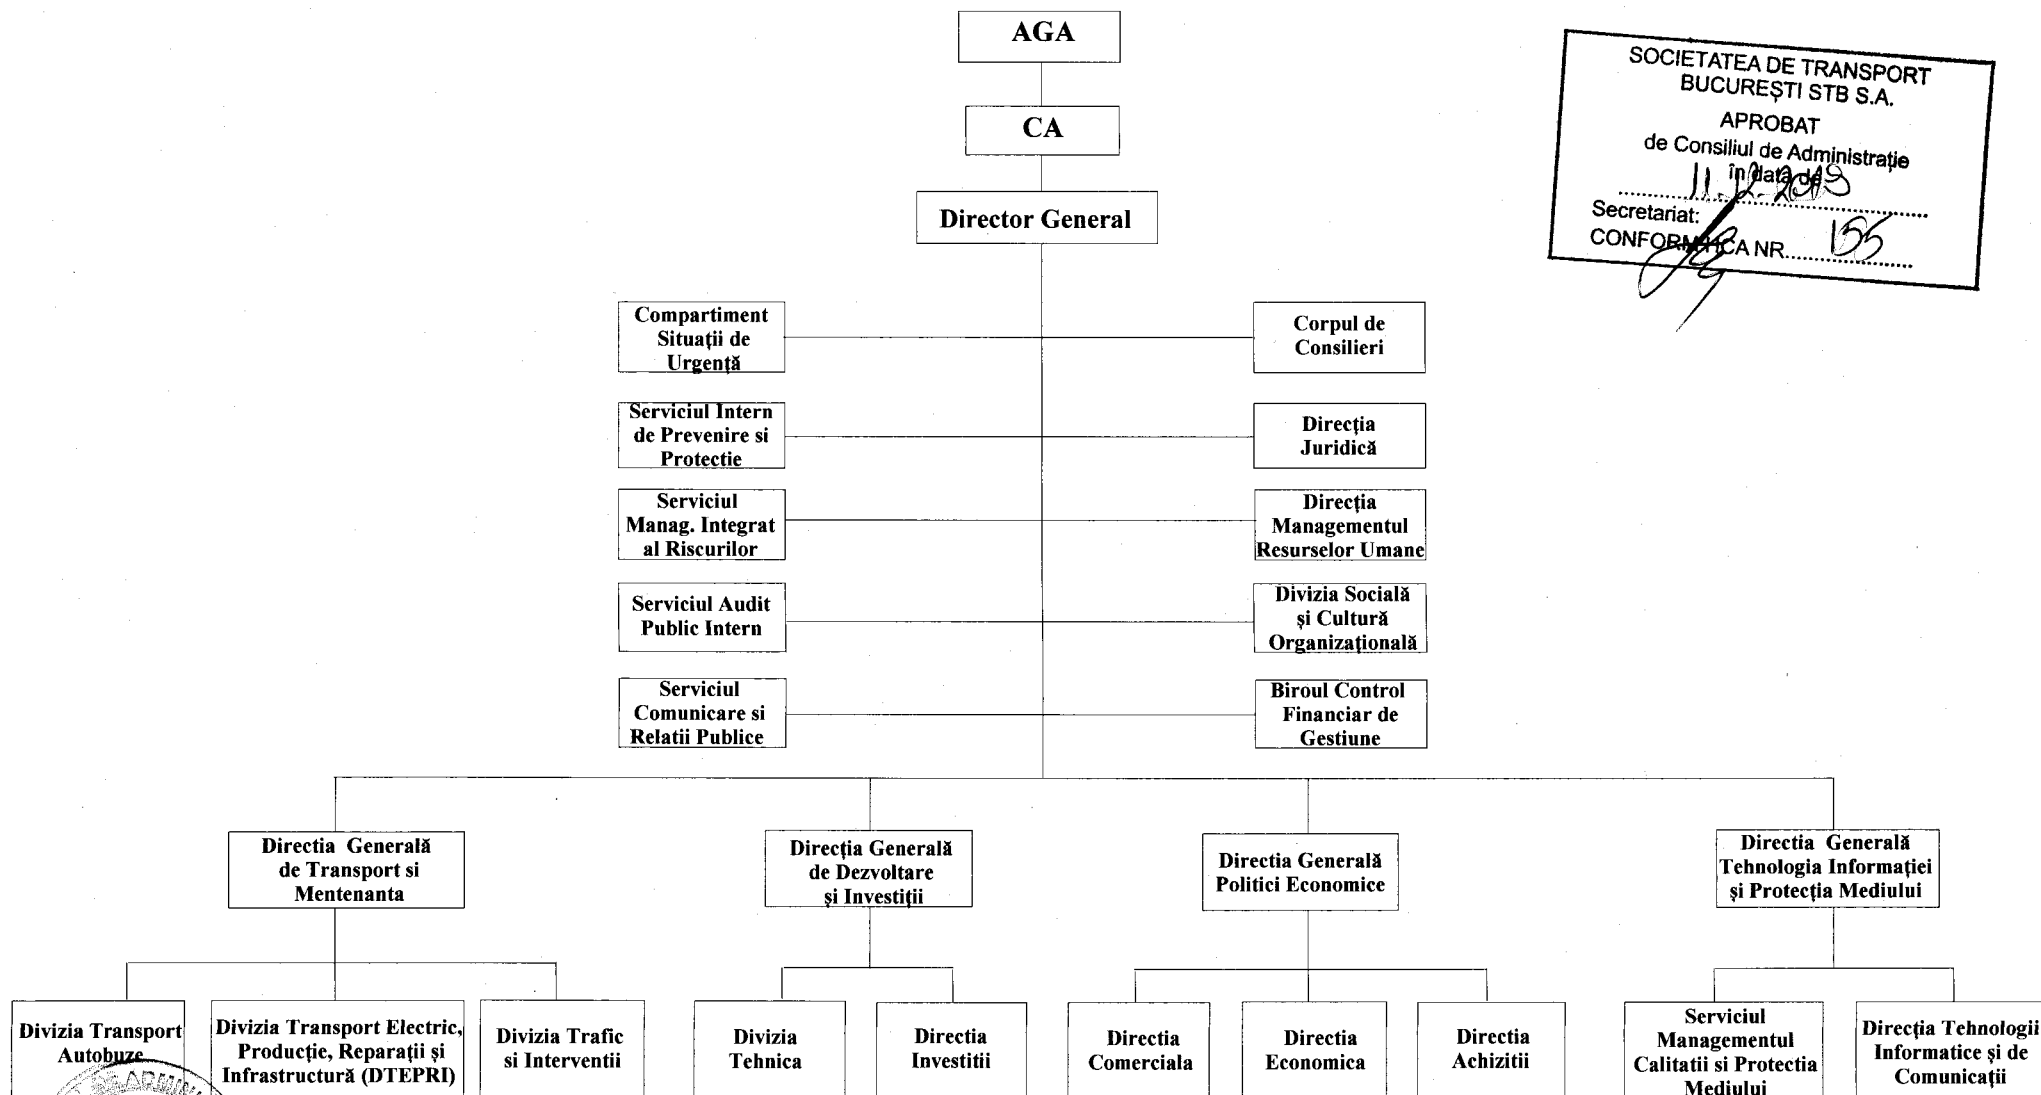 AGA
CA
Director General
SOCIETATEA DE TRANSPORT
BUCUREȘTI STB S.A.
APROBAT
de Consiliul de Administrație
în data de
11.12.2019
Secretariat:
CONFORM HCA NR. 155
Compartiment
Situații de
Urgență
Corpul de
Consilieri
Serviciul Intern
de Prevenire si
Protectie
Direcția
Juridică
Serviciul
Manag. Integrat
al Riscurilor
Direcția
Managementul
Resurselor Umane
Serviciul Audit
Public Intern
Divizia Socială
și Cultură
Organizațională
Serviciul
Comunicare si
Relatii Publice
Biroul Control
Financiar de
Gestiune
Directia Generală
de Transport si
Mentenanta
Direcția Generală
de Dezvoltare
și Investiții
Directia Generală
Politici Economice
Directia Generală
Tehnologia Informației
și Protecția Mediului
Divizia Transport
Autobuze
Divizia Transport Electric,
Producție, Reparații și
Infrastructură (DTEPRI)
Divizia Trafic
si Interventii
Divizia
Tehnica
Directia
Investitii
Directia
Comerciala
Directia
Economica
Directia
Achizitii
Serviciul
Managementul
Calitatii si Protectia
Mediului
Direcția Tehnologii
Informatice și de
Comunicații